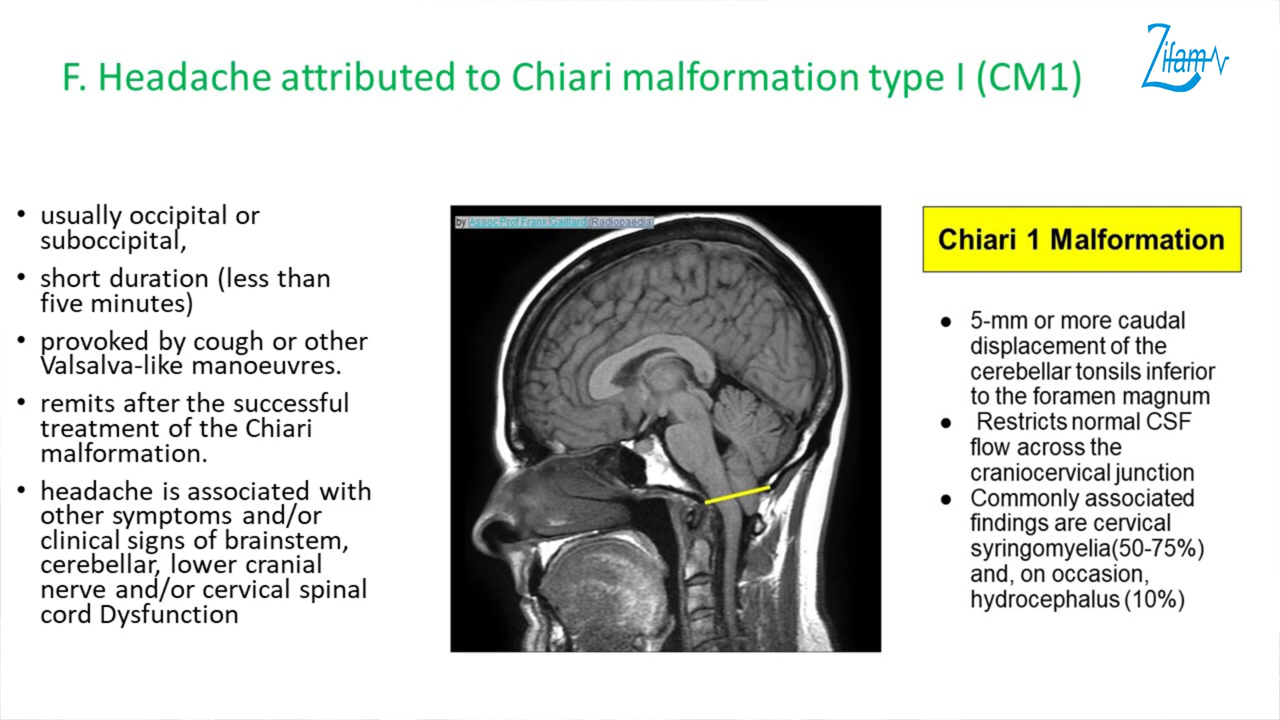 F. Headache attributed to Chiari malformation type I (CM1)
Zifam
• usually occipital or
suboccipital,
• short duration (less than
five minutes)
• provoked by cough or other
Valsalva-like manoeuvres.
• remits after the successful
treatment of the Chiari
malformation.
• headache is associated with
other symptoms and/or
clinical signs of brainstem,
cerebellar, lower cranial
nerve and/or cervical spinal
cord Dysfunction
by Assoc Prof Frank Gaillard (Radiopaedia)
Chiari 1 Malformation
● 5-mm or more caudal
displacement of the
cerebellar tonsils inferior
to the foramen magnum
● Restricts normal CSF
flow across the
craniocervical junction
● Commonly associated
findings are cervical
syringomyelia(50-75%)
and, on occasion,
hydrocephalus (10%)